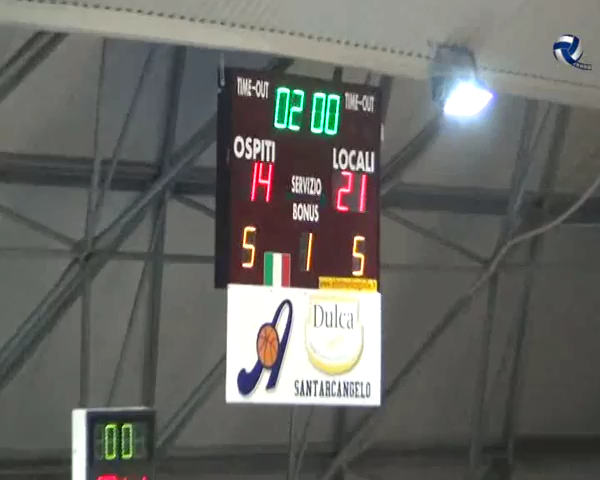 TIME-OUT 02 00 TIME-OUT
OSPITI LOCALI
14 SERVIZIO 21
BONUS
5 1 5
Dulca
SANTARCANGELO
00